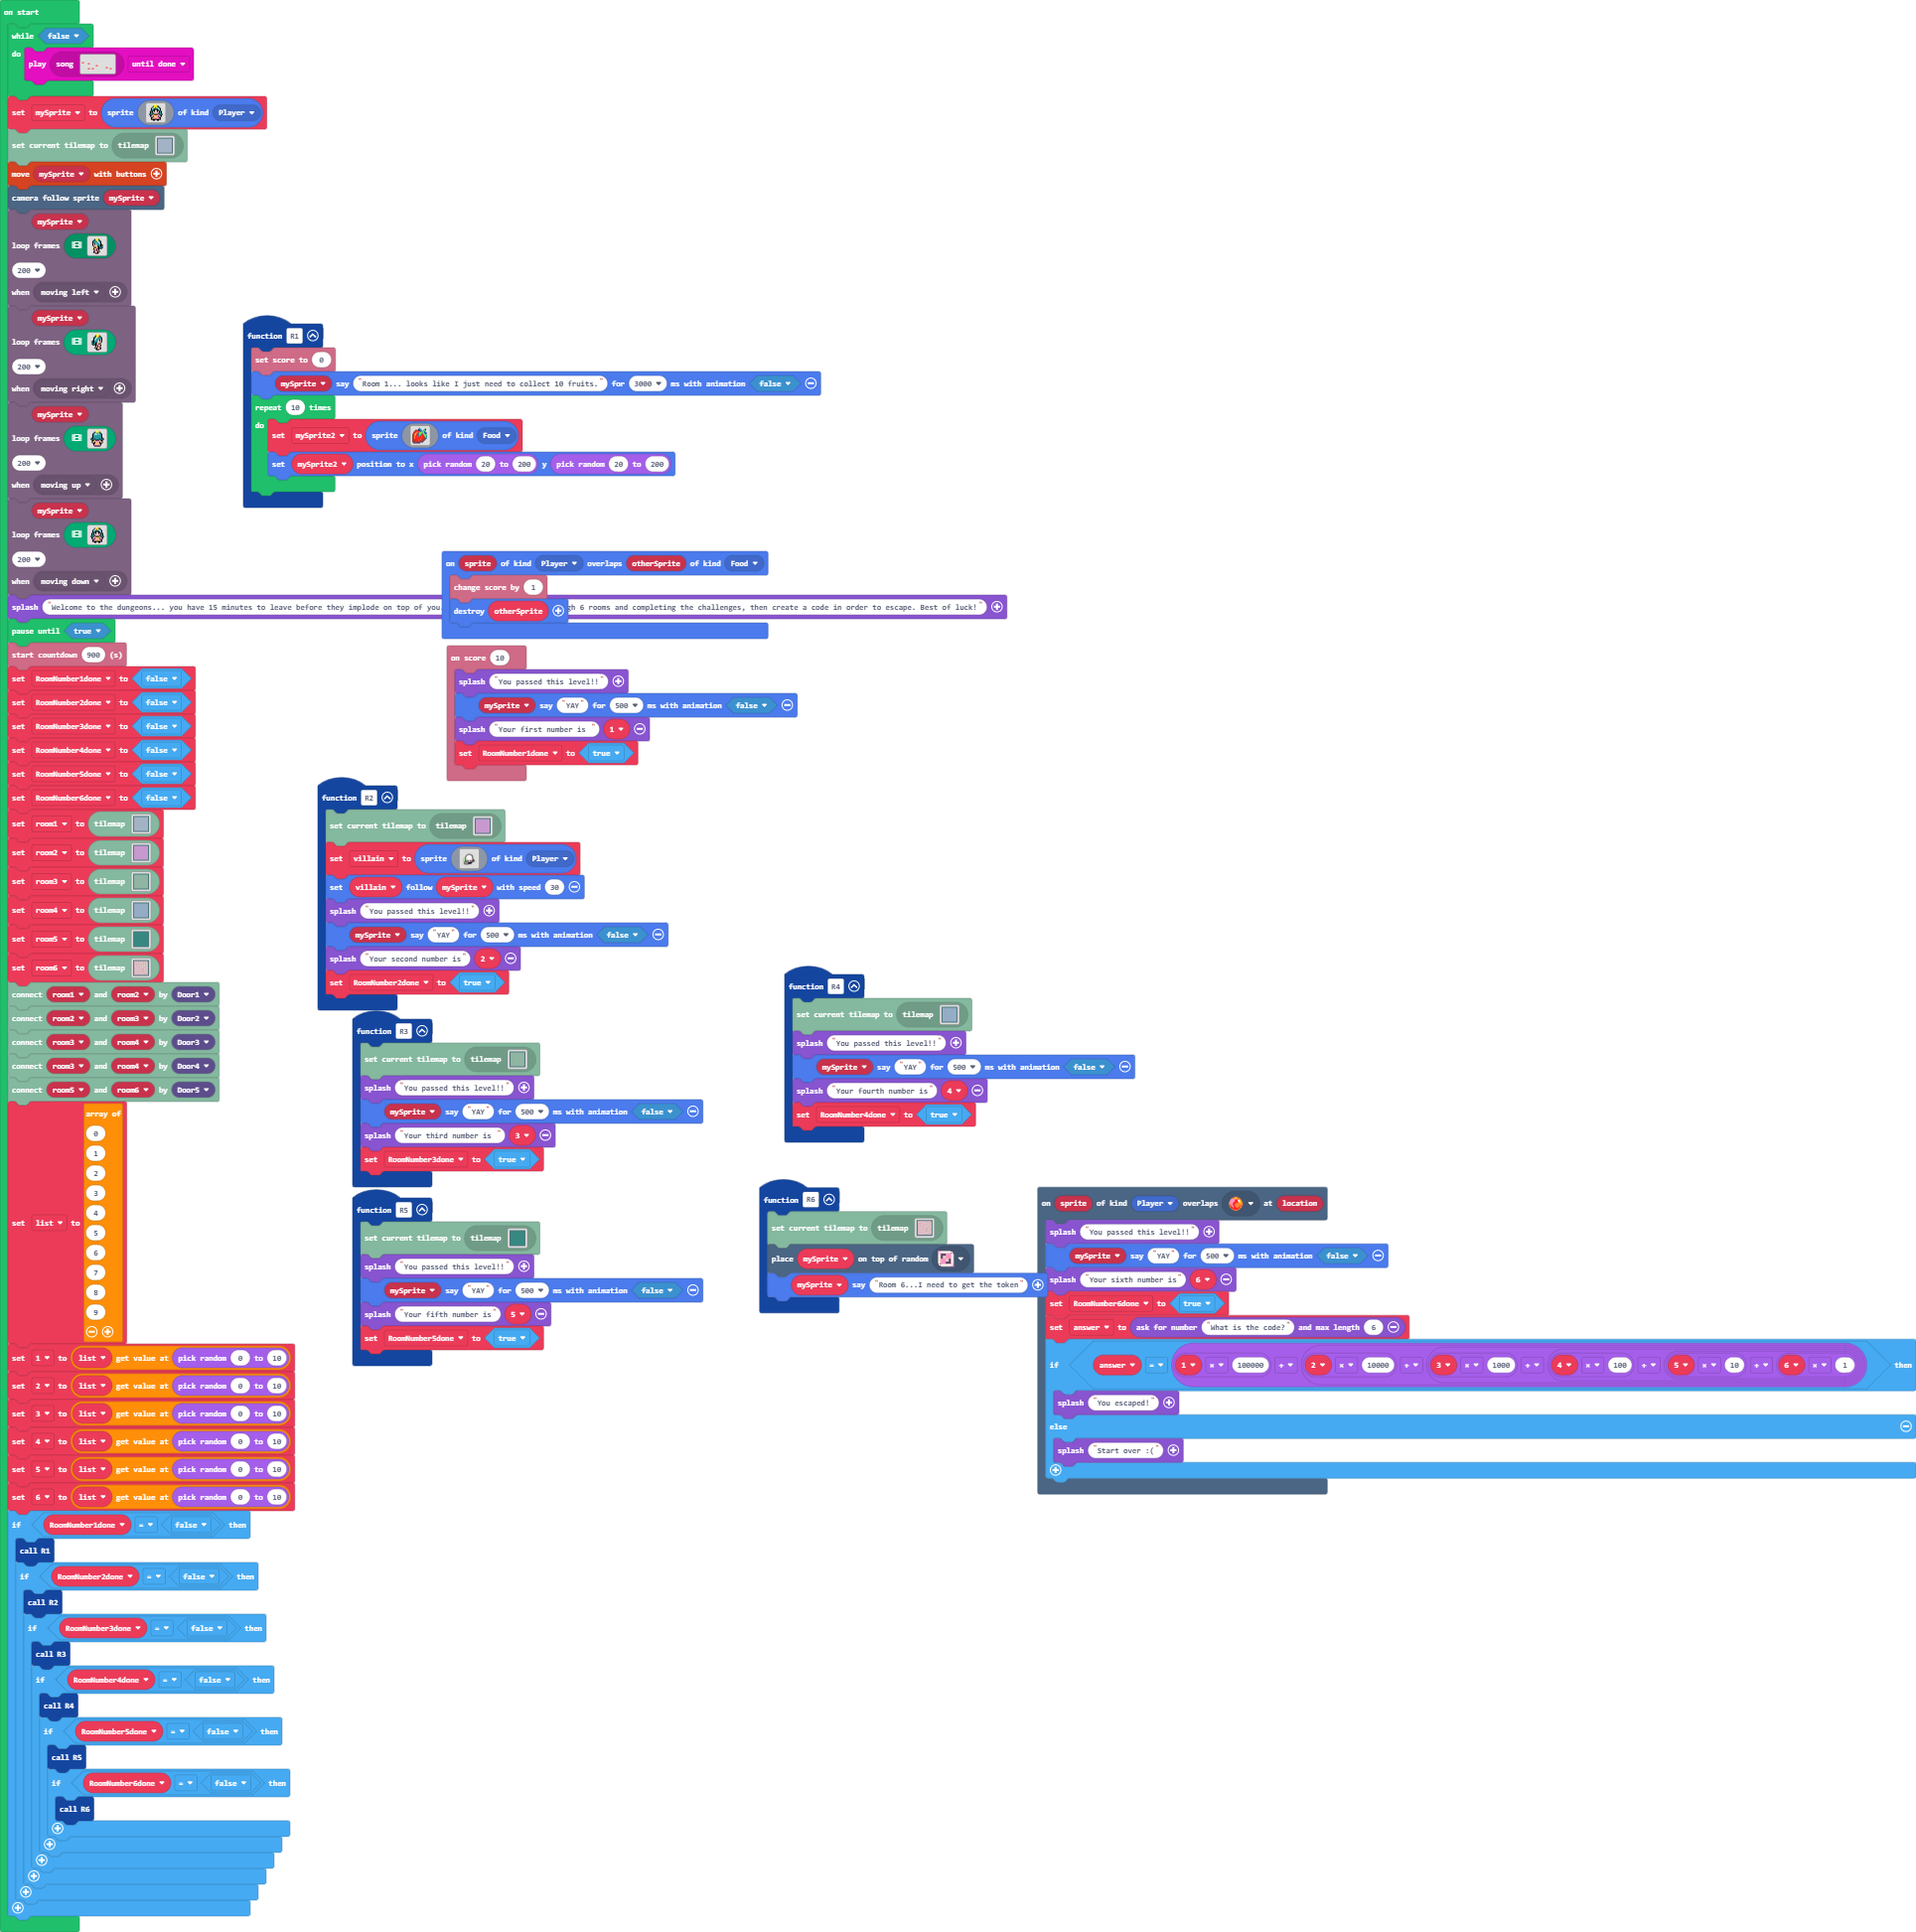 on start
while false
do
play song until done
set mySprite to sprite of kind Player
set current tilemap to tilemap
move mySprite with buttons
camera follow sprite mySprite
mySprite
loop frames
200
when moving left
mySprite
loop frames
200
when moving right
mySprite
loop frames
200
when moving up
mySprite
loop frames
200
when moving down
splash "Welcome to the dungeons... you have 15 minutes to leave before they implode on top of you. gh 6 rooms and completing the challenges, then create a code in order to escape. Best of luck!"
pause until true
start countdown 900 (s)
set RoomNumber1done to false
set RoomNumber2done to false
set RoomNumber3done to false
set RoomNumber4done to false
set RoomNumber5done to false
set RoomNumber6done to false
set room1 to tilemap
set room2 to tilemap
set room3 to tilemap
set room4 to tilemap
set room5 to tilemap
set room6 to tilemap
connect room1 and room2 by Door1
connect room2 and room3 by Door2
connect room3 and room4 by Door3
connect room3 and room4 by Door4
connect room5 and room6 by Door5
set list to array of
0
1
2
3
4
5
6
7
8
9
set 1 to list get value at pick random 0 to 10
set 2 to list get value at pick random 0 to 10
set 3 to list get value at pick random 0 to 10
set 4 to list get value at pick random 0 to 10
set 5 to list get value at pick random 0 to 10
set 6 to list get value at pick random 0 to 10
if RoomNumber1done = false then
call R1
if RoomNumber2done = false then
call R2
if RoomNumber3done = false then
call R3
if RoomNumber4done = false then
call R4
if RoomNumber5done = false then
call R5
if RoomNumber6done = false then
call R6
function R1
set score to 0
mySprite say "Room 1... looks like I just need to collect 10 fruits." for 3000 ms with animation false
repeat 10 times
do
set mySprite2 to sprite of kind Food
set mySprite2 position to x pick random 20 to 200 y pick random 20 to 200
on sprite of kind Player overlaps otherSprite of kind Food
change score by 1
destroy otherSprite
on score 10
splash "You passed this level!!"
mySprite say "YAY" for 500 ms with animation false
splash "Your first number is " 1
set RoomNumber1done to true
function R2
set current tilemap to tilemap
set villain to sprite of kind Player
set villain follow mySprite with speed 30
splash "You passed this level!!"
mySprite say "YAY" for 500 ms with animation false
splash "Your second number is" 2
set RoomNumber2done to true
function R3
set current tilemap to tilemap
splash "You passed this level!!"
mySprite say "YAY" for 500 ms with animation false
splash "Your third number is " 3
set RoomNumber3done to true
function R4
set current tilemap to tilemap
splash "You passed this level!!"
mySprite say "YAY" for 500 ms with animation false
splash "Your fourth number is" 4
set RoomNumber4done to true
function R5
set current tilemap to tilemap
splash "You passed this level!!"
mySprite say "YAY" for 500 ms with animation false
splash "Your fifth number is" 5
set RoomNumber5done to true
function R6
set current tilemap to tilemap
place mySprite on top of random
mySprite say "Room 6...I need to get the token"
on sprite of kind Player overlaps at location
splash "You passed this level!!"
mySprite say "YAY" for 500 ms with animation false
splash "Your sixth number is" 6
set RoomNumber6done to true
set answer to ask for number "What is the code?" and max length 6
if answer = 1 × 100000 + 2 × 10000 + 3 × 1000 + 4 × 100 + 5 × 10 + 6 × 1 then
splash "You escaped!"
else
splash "Start over :("